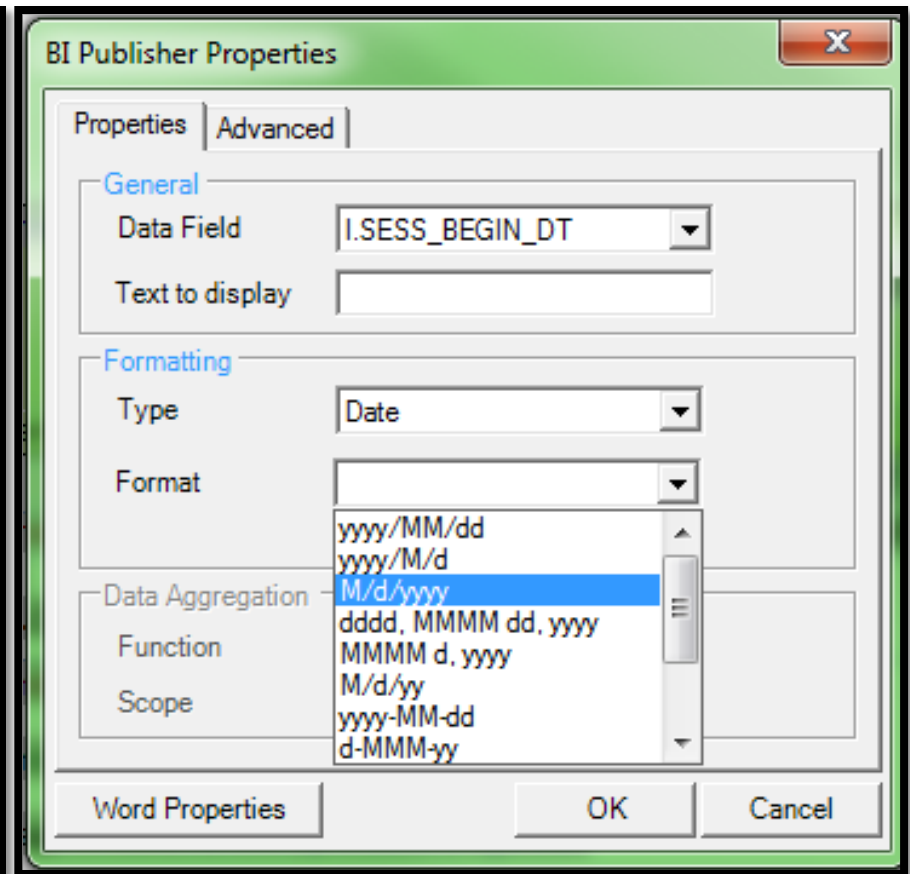 BI Publisher Properties
Properties
Advanced
General
Data Field
I.SESS_BEGIN_DT
Text to display
Formatting
Type
Date
Format
yyyy/MM/dd
yyyy/M/d
M/d/yyyy
dddd, MMMM dd, yyyy
MMMM d, yyyy
M/d/yy
yyyy-MM-dd
d-MMM-yy
Data Aggregation
Function
Scope
Word Properties
OK
Cancel